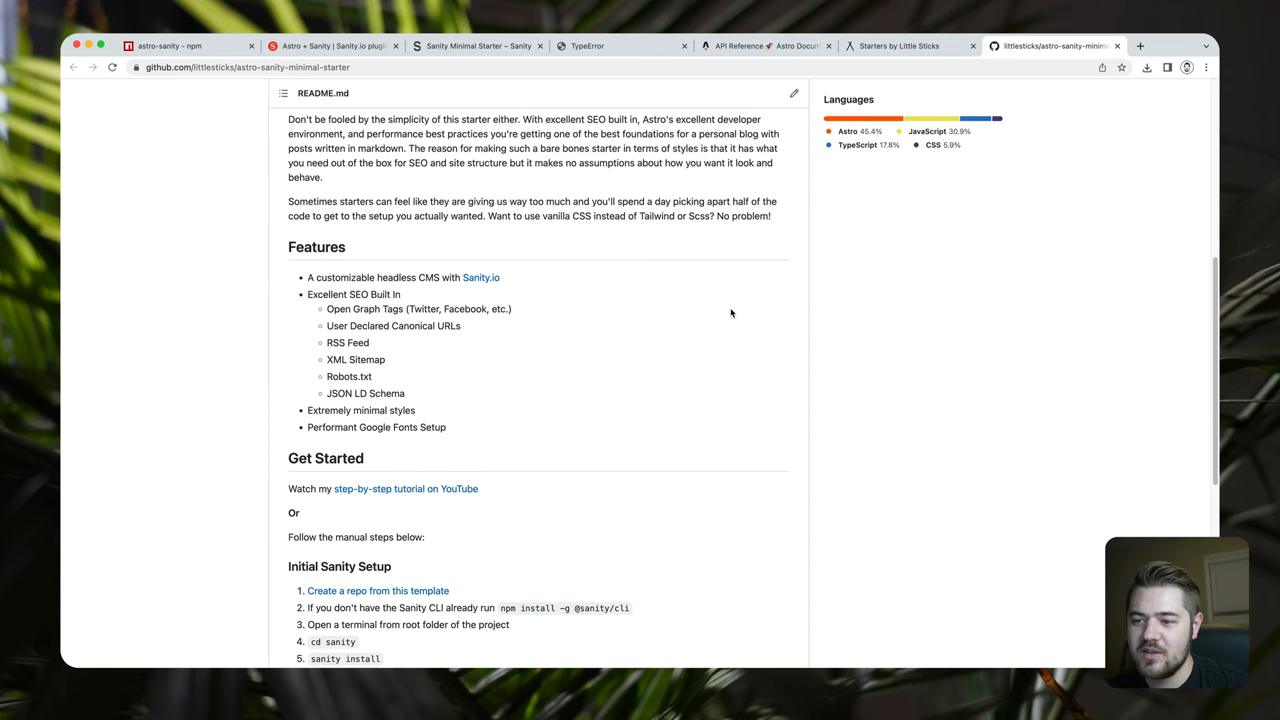 astro-sanity - npm
Astro + Sanity | Sanity.io plugi
Sanity Minimal Starter – Sanity
TypeError
API Reference 🚀 Astro Docum
Starters by Little Sticks
littlesticks/astro-sanity-minima
github.com/littlesticks/astro-sanity-minimal-starter
README.md
Don't be fooled by the simplicity of this starter either. With excellent SEO built in, Astro's excellent developer
environment, and performance best practices you're getting one of the best foundations for a personal blog with
posts written in markdown. The reason for making such a bare bones starter in terms of styles is that it has what
you need out of the box for SEO and site structure but it makes no assumptions about how you want it look and
behave.
Sometimes starters can feel like they are giving us way too much and you'll spend a day picking apart half of the
code to get to the setup you actually wanted. Want to use vanilla CSS instead of Tailwind or Scss? No problem!
Features
• A customizable headless CMS with Sanity.io
• Excellent SEO Built In
◦ Open Graph Tags (Twitter, Facebook, etc.)
◦ User Declared Canonical URLs
◦ RSS Feed
◦ XML Sitemap
◦ Robots.txt
◦ JSON LD Schema
• Extremely minimal styles
• Performant Google Fonts Setup
Get Started
Watch my step-by-step tutorial on YouTube
Or
Follow the manual steps below:
Initial Sanity Setup
1. Create a repo from this template
2. If you don't have the Sanity CLI already run npm install -g @sanity/cli
3. Open a terminal from root folder of the project
4. cd sanity
5. sanity install
Languages
Astro 45.4% JavaScript 30.9%
TypeScript 17.8% CSS 5.9%